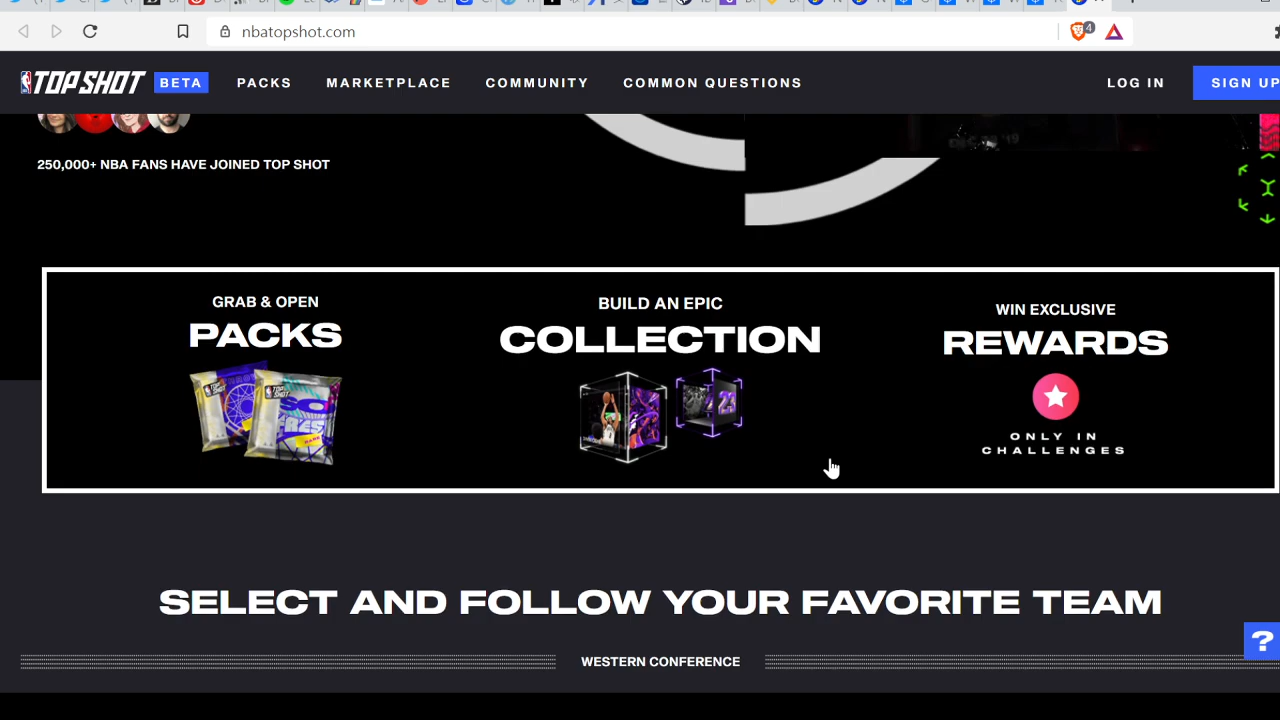 nbatopshot.com
4
TOP SHOT BETA PACKS MARKETPLACE COMMUNITY COMMON QUESTIONS LOG IN SIGN UP
250,000+ NBA FANS HAVE JOINED TOP SHOT
GRAB & OPEN
PACKS
BUILD AN EPIC
COLLECTION
WIN EXCLUSIVE
REWARDS
ONLY IN
CHALLENGES
SELECT AND FOLLOW YOUR FAVORITE TEAM
?
WESTERN CONFERENCE